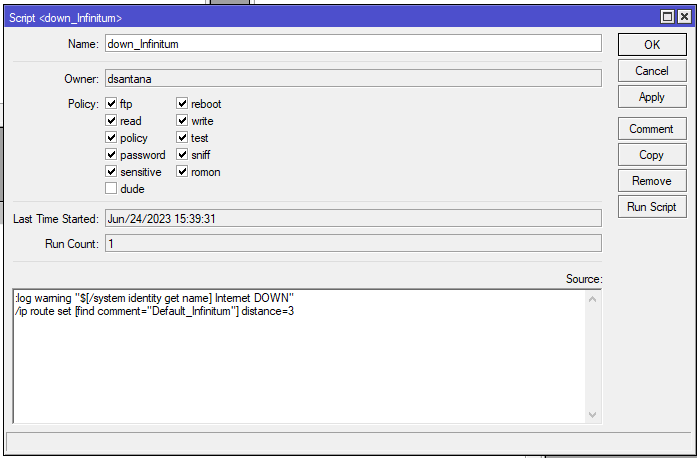 Script <down_Infinitum>
Name: down_Infinitum
OK
Owner: dsantana
Cancel
Policy: ftp reboot
Apply
read write
policy test
Comment
password sniff
Copy
sensitive romon
Remove
dude
Last Time Started: Jun/24/2023 15:39:31
Run Script
Run Count: 1
Source:
:log warning "$[/system identity get name] Internet DOWN"
/ip route set [find comment="Default_Infinitum"] distance=3